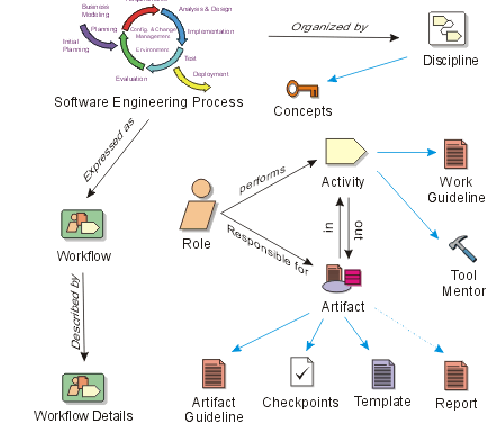 Business
Modeling
Analysis & Design
Planning
Config. & Change
Management
Implementation
Initial
Planning
Environment
Test
Evaluation
Deployment
Software Engineering Process
Organized by
Discipline
Concepts
Expressed as
performs
Activity
Work
Guideline
Role
Responsible for
in
out
Workflow
Tool
Mentor
Artifact
Described by
Artifact
Guideline
Checkpoints
Template
Report
Workflow Details